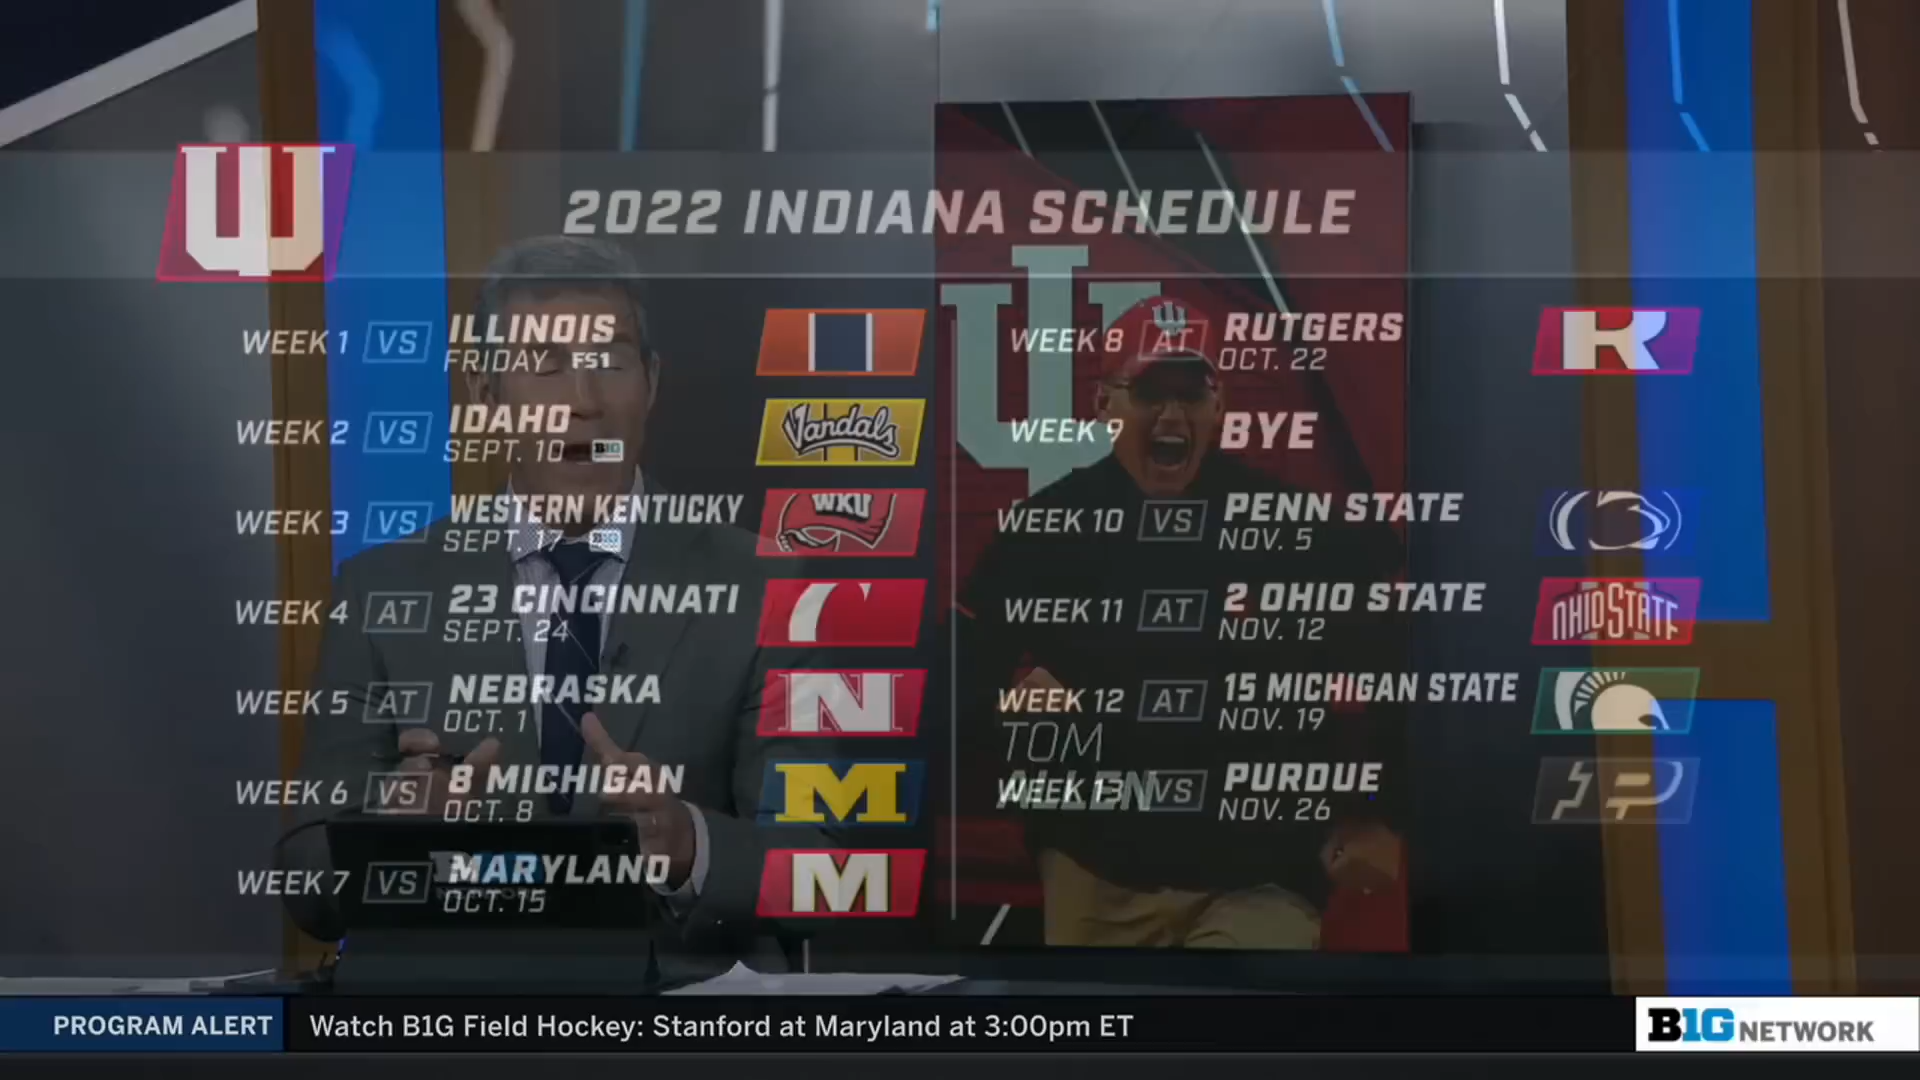 2022 INDIANA SCHEDULE
WEEK 1 VS ILLINOIS
FRIDAY FS1
WEEK 2 VS IDAHO
SEPT. 10 B1G
Vandals
WEEK 3 VS WESTERN KENTUCKY
SEPT. 17 B1G
WKU
WEEK 4 AT 23 CINCINNATI
SEPT. 24
WEEK 5 AT NEBRASKA
OCT. 1
N
WEEK 6 VS 8 MICHIGAN
OCT. 8
M
WEEK 7 VS MARYLAND
OCT. 15
M
WEEK 8 AT RUTGERS
OCT. 22
R
WEEK 9 BYE
WEEK 10 VS PENN STATE
NOV. 5
WEEK 11 AT 2 OHIO STATE
NOV. 12
OHIO STATE
WEEK 12 AT 15 MICHIGAN STATE
NOV. 19
TOM
ALLEN
WEEK 13 VS PURDUE
NOV. 26
PROGRAM ALERT
Watch B1G Field Hockey: Stanford at Maryland at 3:00pm ET
B1G NETWORK